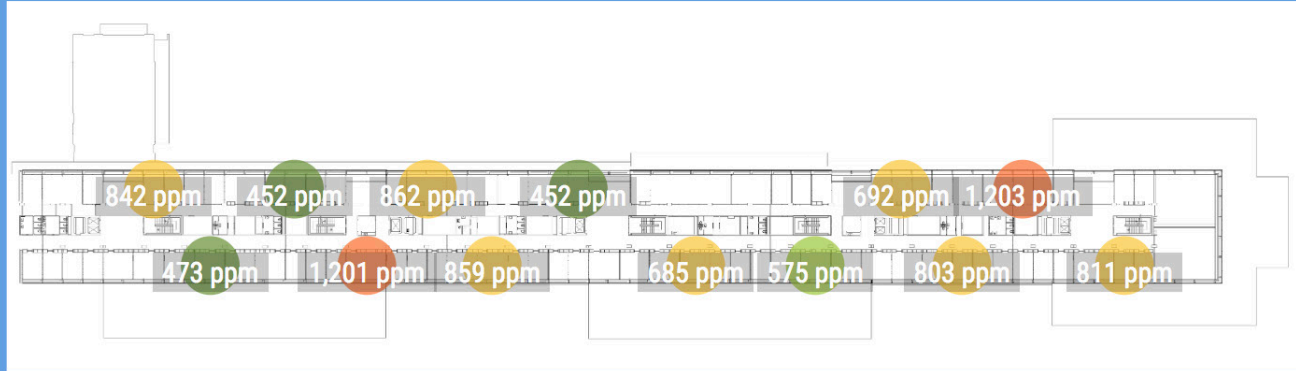 842 ppm
452 ppm
862 ppm
452 ppm
692 ppm
1,203 ppm
473 ppm
1,201 ppm
859 ppm
685 ppm
575 ppm
803 ppm
811 ppm